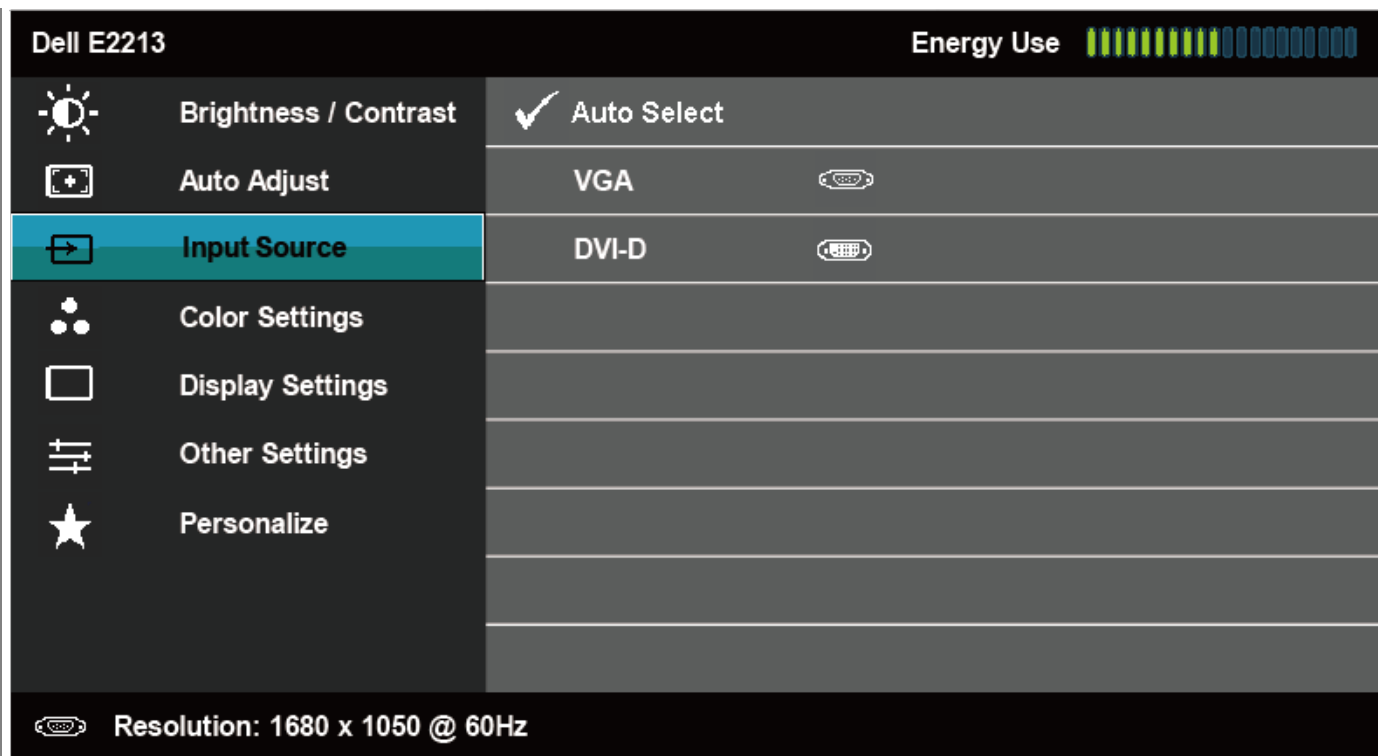 Dell E2213 Energy Use
Brightness / Contrast
Auto Adjust
Input Source
Color Settings
Display Settings
Other Settings
Personalize
Auto Select
VGA
DVI-D
Resolution: 1680 x 1050 @ 60Hz